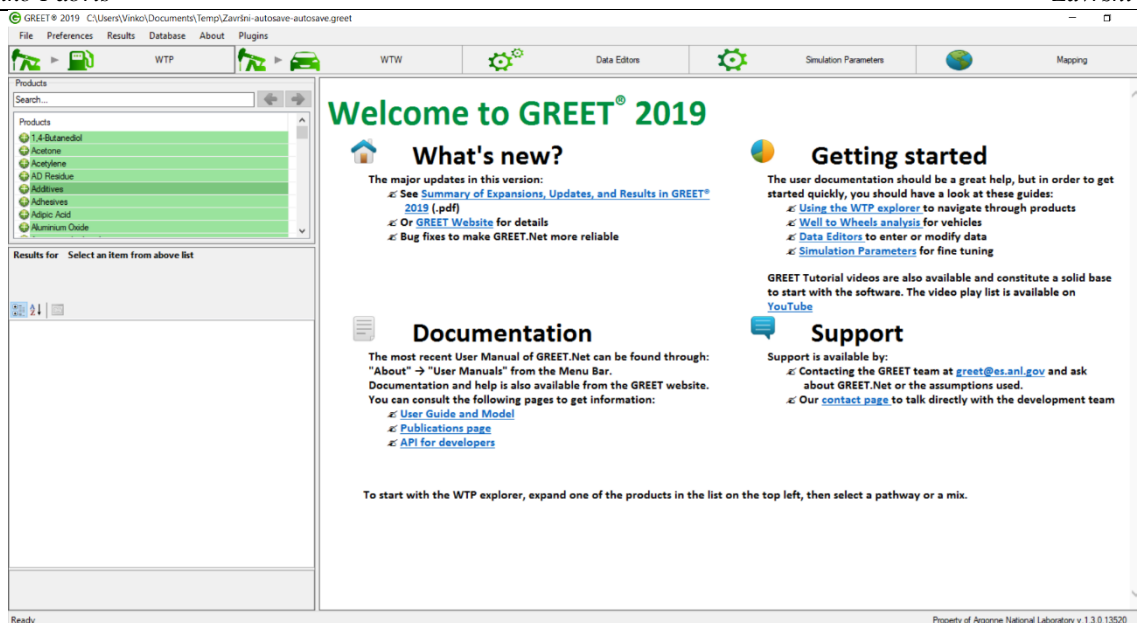 GREET® 2019 C:\Users\Vinko\Documents\Temp\Završni-autosave-autosave.greet
File Preferences Results Database About Plugins
WTP WTW Data Editors Simulation Parameters Mapping
Products
Search...
Products
1,4-Butanediol
Acetone
Acetylene
AD Residue
Additives
Adhesives
Adipic Acid
Aluminium Oxide
Results for Select an item from above list
Welcome to GREET® 2019
What's new?
The major updates in this version:
See Summary of Expansions, Updates, and Results in GREET®
2019 (.pdf)
Or GREET Website for details
Bug fixes to make GREET.Net more reliable
Getting started
The user documentation should be a great help, but in order to get
started quickly, you should have a look at these guides:
Using the WTP explorer to navigate through products
Well to Wheels analysis for vehicles
Data Editors to enter or modify data
Simulation Parameters for fine tuning
GREET Tutorial videos are also available and constitute a solid base
to start with the software. The video play list is available on
YouTube
Documentation
The most recent User Manual of GREET.Net can be found through:
"About" → "User Manuals" from the Menu Bar.
Documentation and help is also available from the GREET website.
You can consult the following pages to get information:
User Guide and Model
Publications page
API for developers
Support
Support is available by:
Contacting the GREET team at greet@es.anl.gov and ask
about GREET.Net or the assumptions used.
Our contact page to talk directly with the development team
To start with the WTP explorer, expand one of the products in the list on the top left, then select a pathway or a mix.
Ready
Property of Argonne National Laboratory v 1.3.0.13520